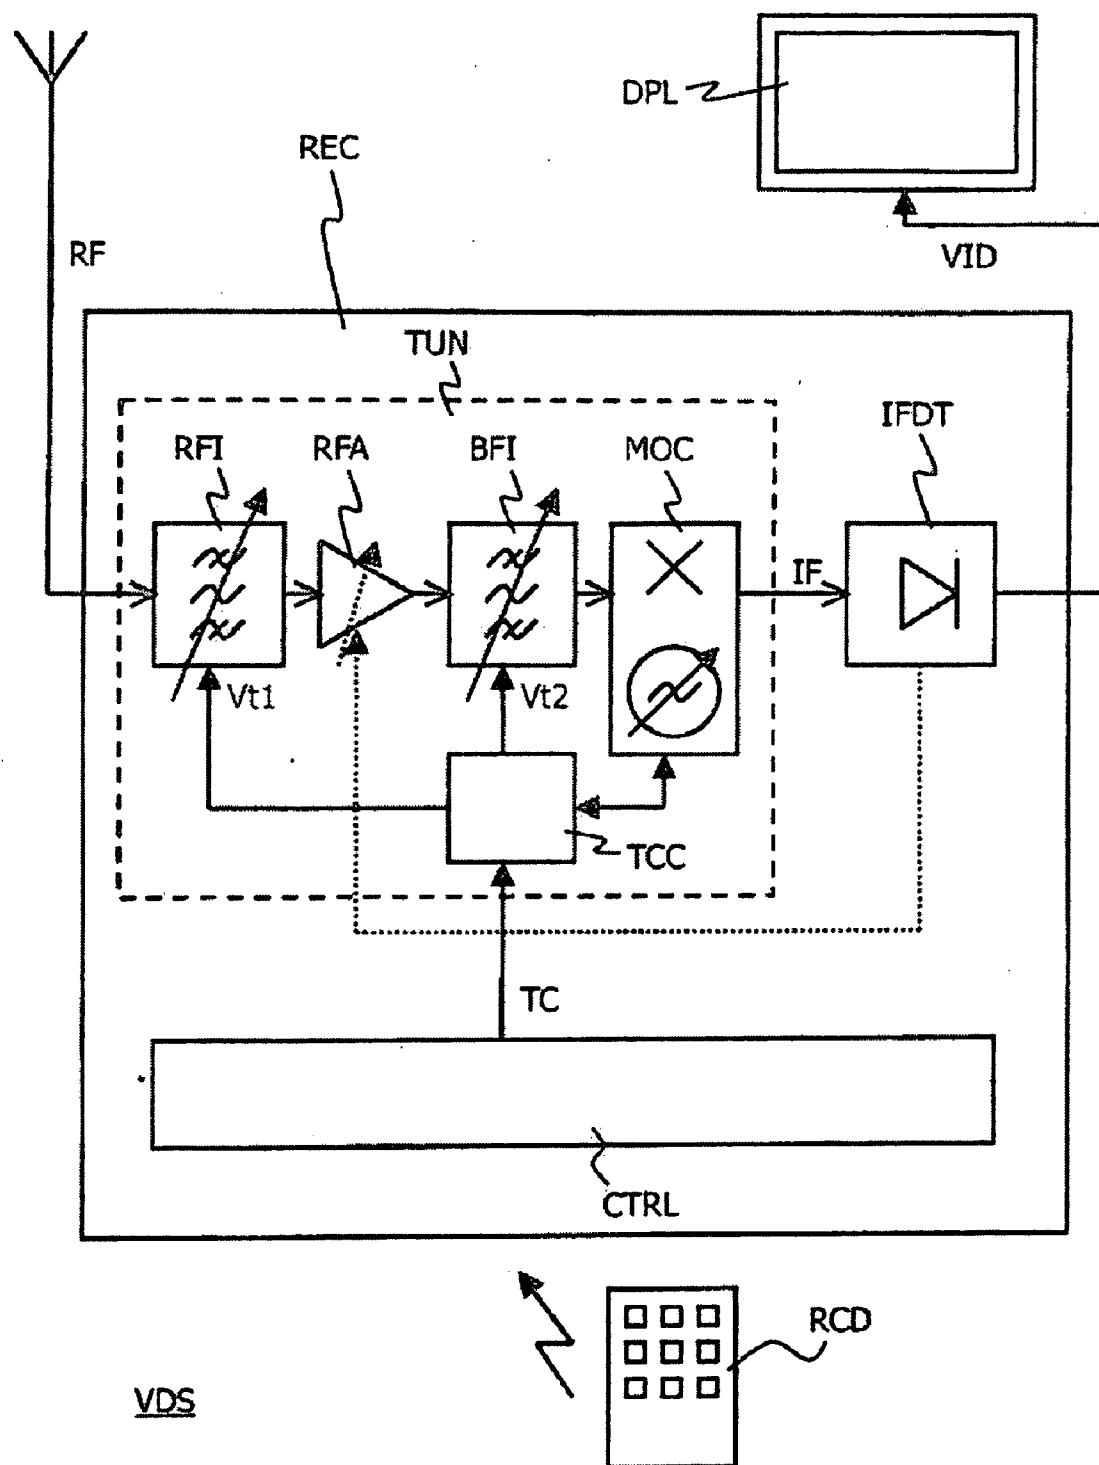 DPL
REC
RF
VID
TUN
IFDT
RFI
RFA
BFI
MOC
IF
Vt1
Vt2
TCC
TC
CTRL
RCD
VDS